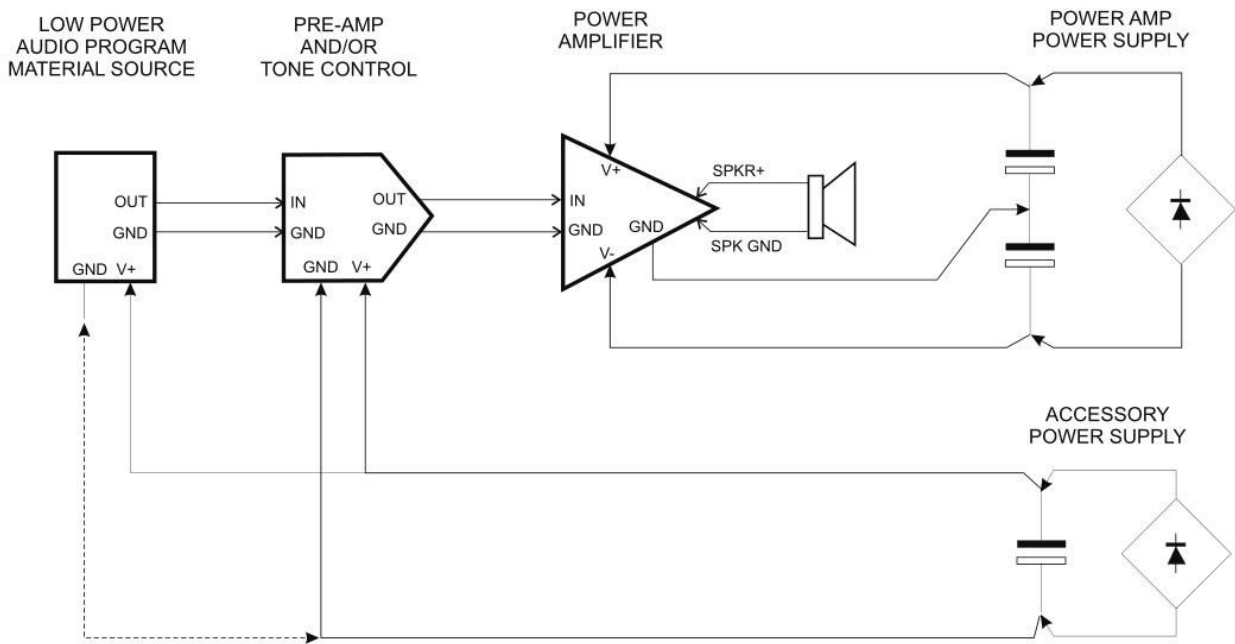 LOW POWER
AUDIO PROGRAM
MATERIAL SOURCE
PRE-AMP
AND/OR
TONE CONTROL
POWER
AMPLIFIER
POWER AMP
POWER SUPPLY
OUT
GND
GND V+
IN
GND
OUT
GND
GND V+
V+
IN
GND
GND
V-
SPKR+
SPK GND
ACCESSORY
POWER SUPPLY